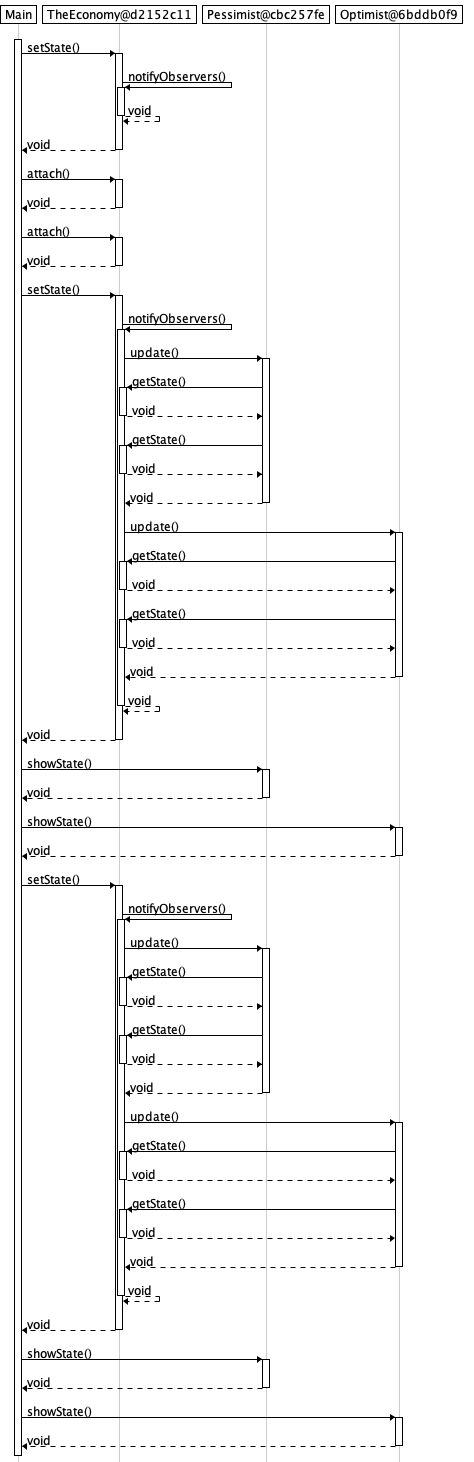 Main TheEconomy@d2152c11 Pessimist@cbc257fe Optimist@6bddb0f9
setState()
notifyObservers()
void
void
attach()
void
attach()
void
setState()
notifyObservers()
update()
getState()
void
getState()
void
void
update()
getState()
void
getState()
void
void
void
void
showState()
void
showState()
void
setState()
notifyObservers()
update()
getState()
void
getState()
void
void
update()
getState()
void
getState()
void
void
void
void
showState()
void
showState()
void